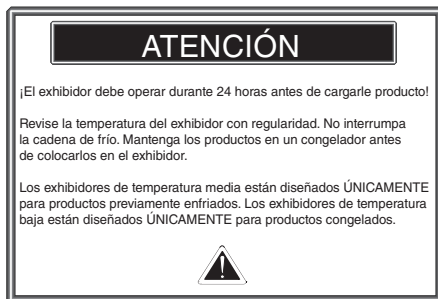 ATENCIÓN
¡El exhibidor debe operar durante 24 horas antes de cargarle producto!
Revise la temperatura del exhibidor con regularidad. No interrumpa
la cadena de frío. Mantenga los productos en un congelador antes
de colocarlos en el exhibidor.
Los exhibidores de temperatura media están diseñados ÚNICAMENTE
para productos previamente enfriados. Los exhibidores de temperatura
baja están diseñados ÚNICAMENTE para productos congelados.
!